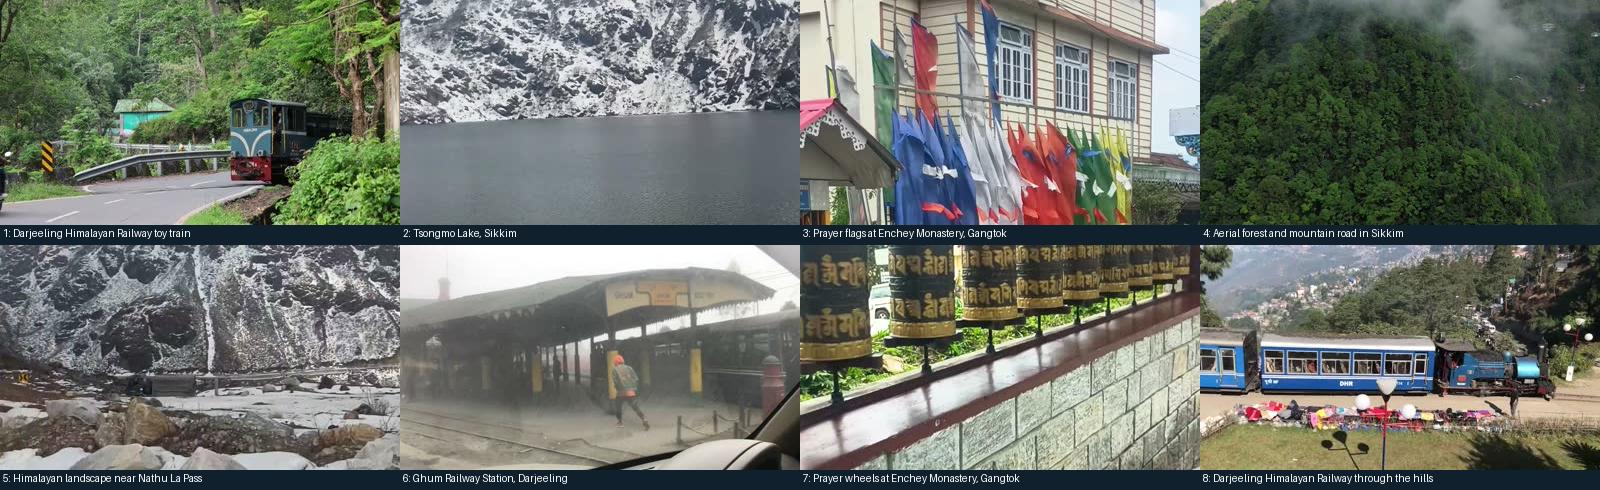 1: Darjeeling Himalayan Railway toy train
2: Tsongmo Lake, Sikkim
3: Prayer flags at Enchey Monastery, Gangtok
4: Aerial forest and mountain road in Sikkim
DHR
5: Himalayan landscape near Nathu La Pass
6: Ghum Railway Station, Darjeeling
7: Prayer wheels at Enchey Monastery, Gangtok
8: Darjeeling Himalayan Railway through the hills